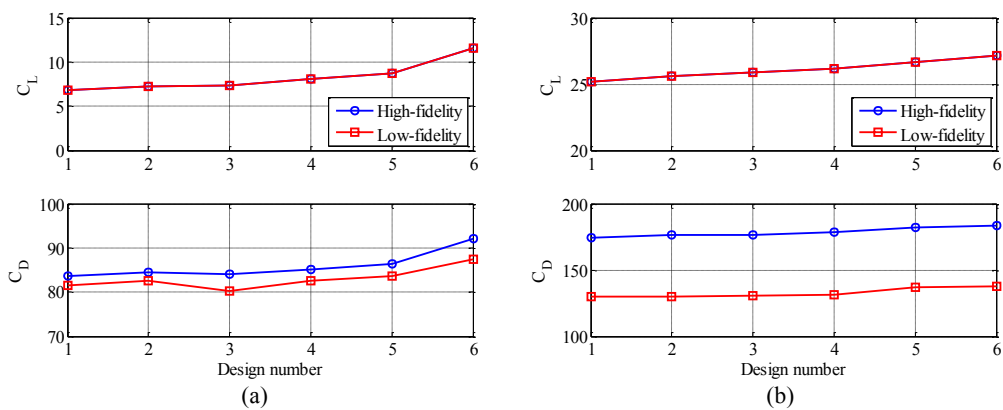 15
10
5
0
C_L
High-fidelity
Low-fidelity
1 2 3 4 5 6
100
90
80
70
C_D
1 2 3 4 5 6
Design number
(a)
30
25
20
C_L
High-fidelity
Low-fidelity
1 2 3 4 5 6
200
150
100
C_D
1 2 3 4 5 6
Design number
(b)